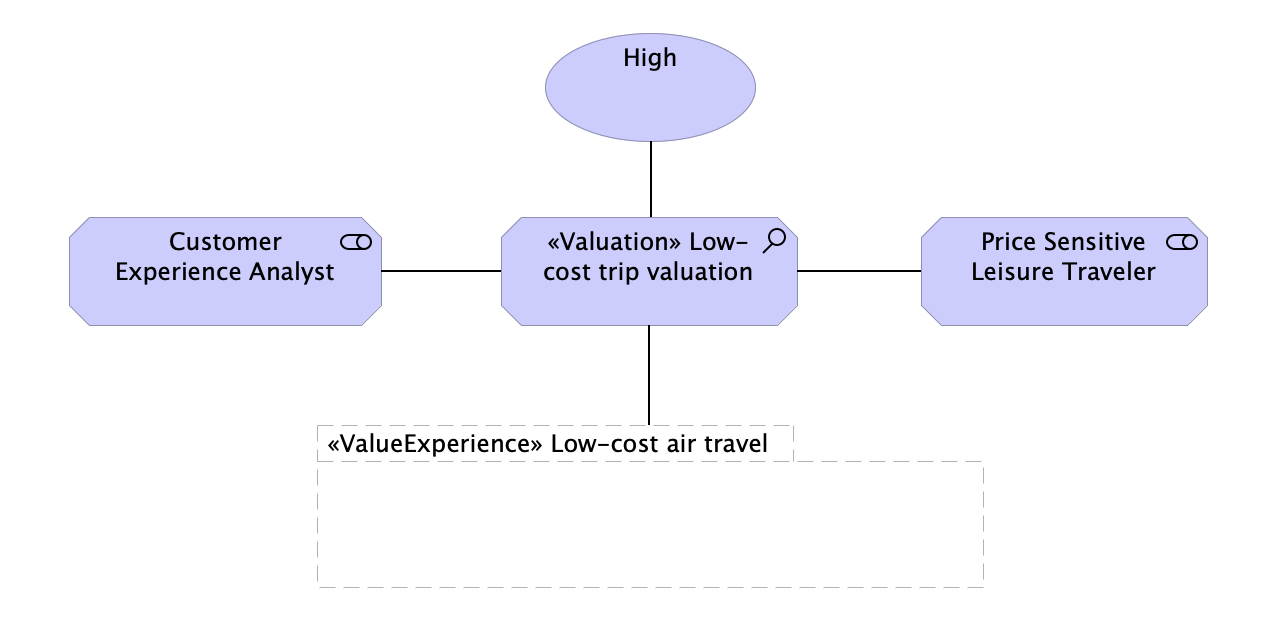 High
Customer
Experience Analyst
«Valuation» Low-
cost trip valuation
Price Sensitive
Leisure Traveler
«ValueExperience» Low-cost air travel